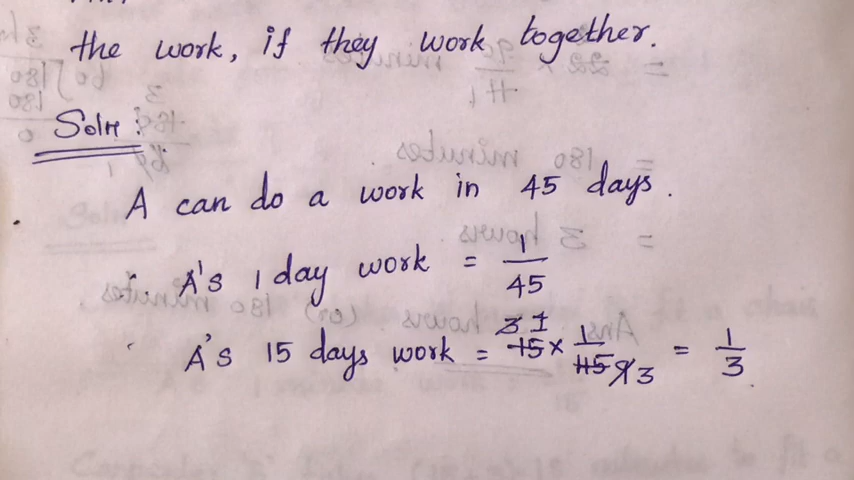 the work, if they work together.
Soln :
A can do a work in 45 days.
∴ A's 1 day work = 1/45
∴ A's 15 days work = 15 × 1/45 = 1/3